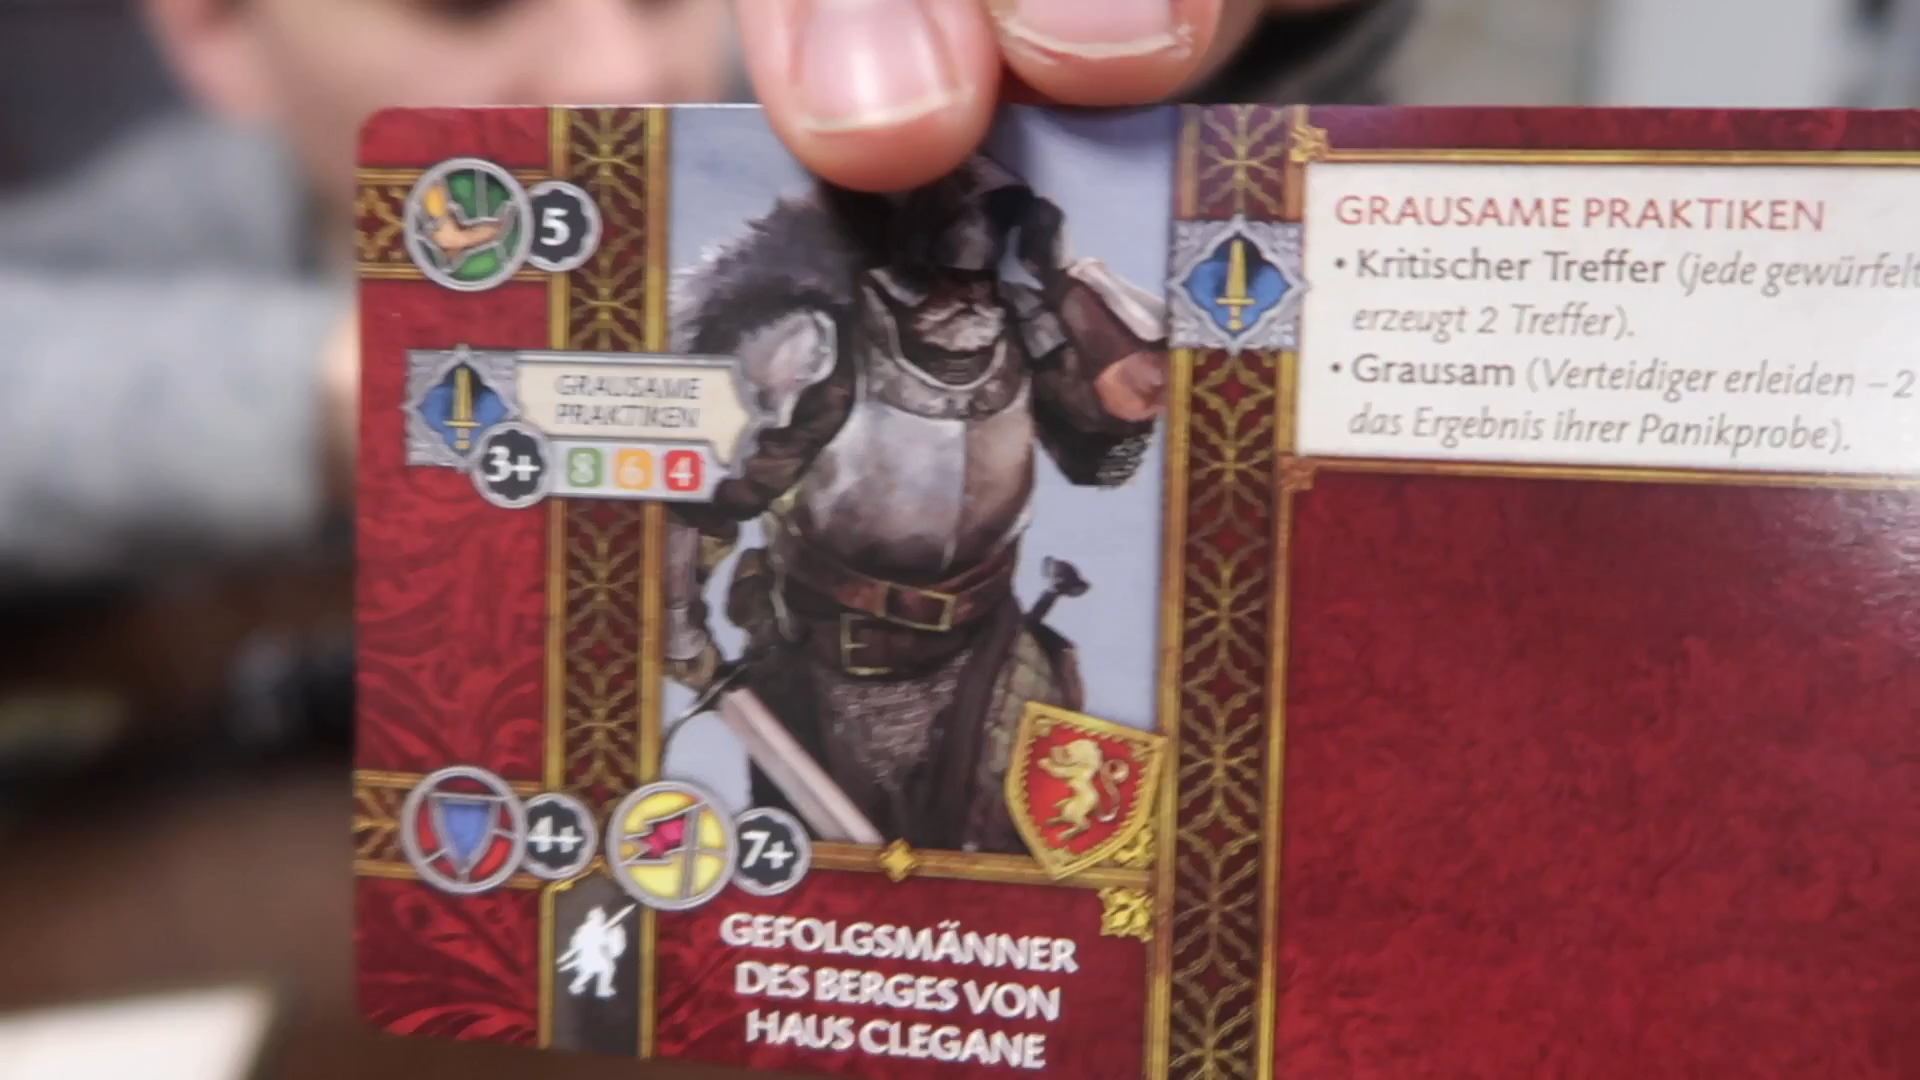 5
GRAUSAME
PRAKTIKEN
3+ 8 6 4
4+ 7+
GEFOLGSMÄNNER
DES BERGES VON
HAUS CLEGANE
GRAUSAME PRAKTIKEN
• Kritischer Treffer (jede gewürfelt
erzeugt 2 Treffer).
• Grausam (Verteidiger erleiden –2
das Ergebnis ihrer Panikprobe).